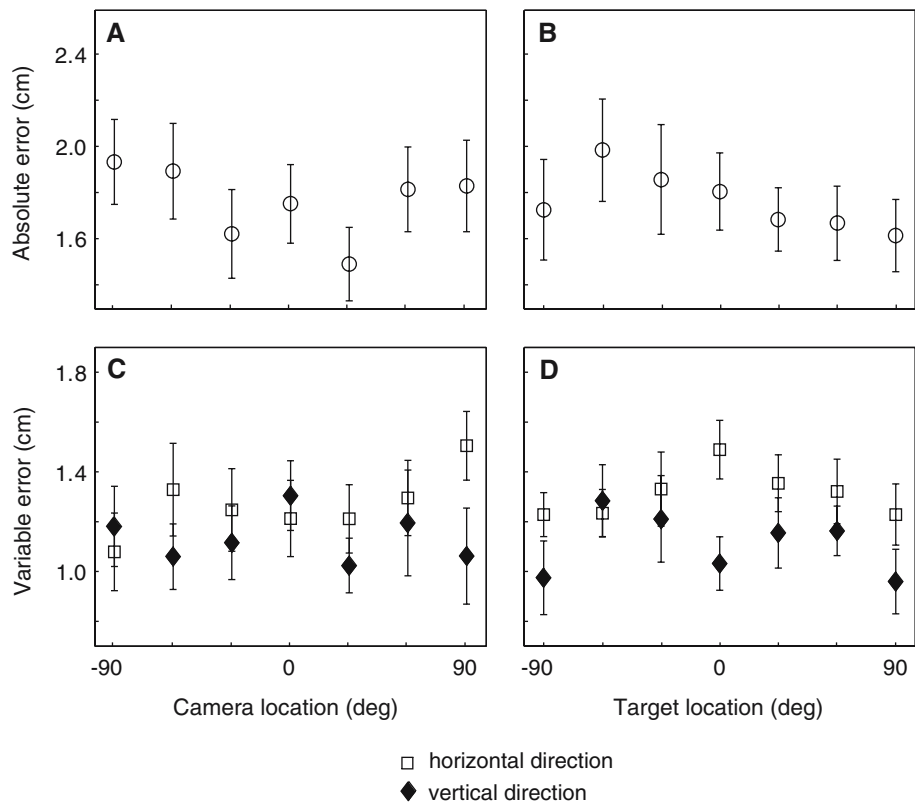 A
B
Absolute error (cm)
2.4
2.0
1.6
C
D
Variable error (cm)
1.8
1.4
1.0
-90
0
90
-90
0
90
Camera location (deg)
Target location (deg)
horizontal direction
vertical direction